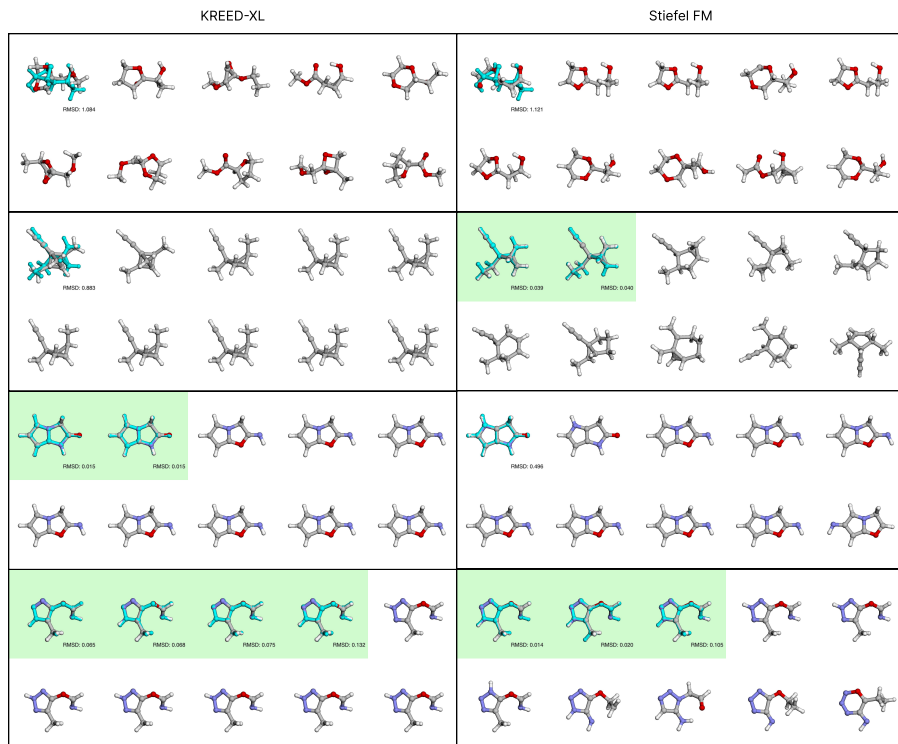 KREED-XL Stiefel FM
RMSD: 1.084 RMSD: 1.121
RMSD: 0.883 RMSD: 0.039 RMSD: 0.040
RMSD: 0.015 RMSD: 0.015 RMSD: 0.496
RMSD: 0.065 RMSD: 0.068 RMSD: 0.075 RMSD: 0.132 RMSD: 0.014 RMSD: 0.020 RMSD: 0.105